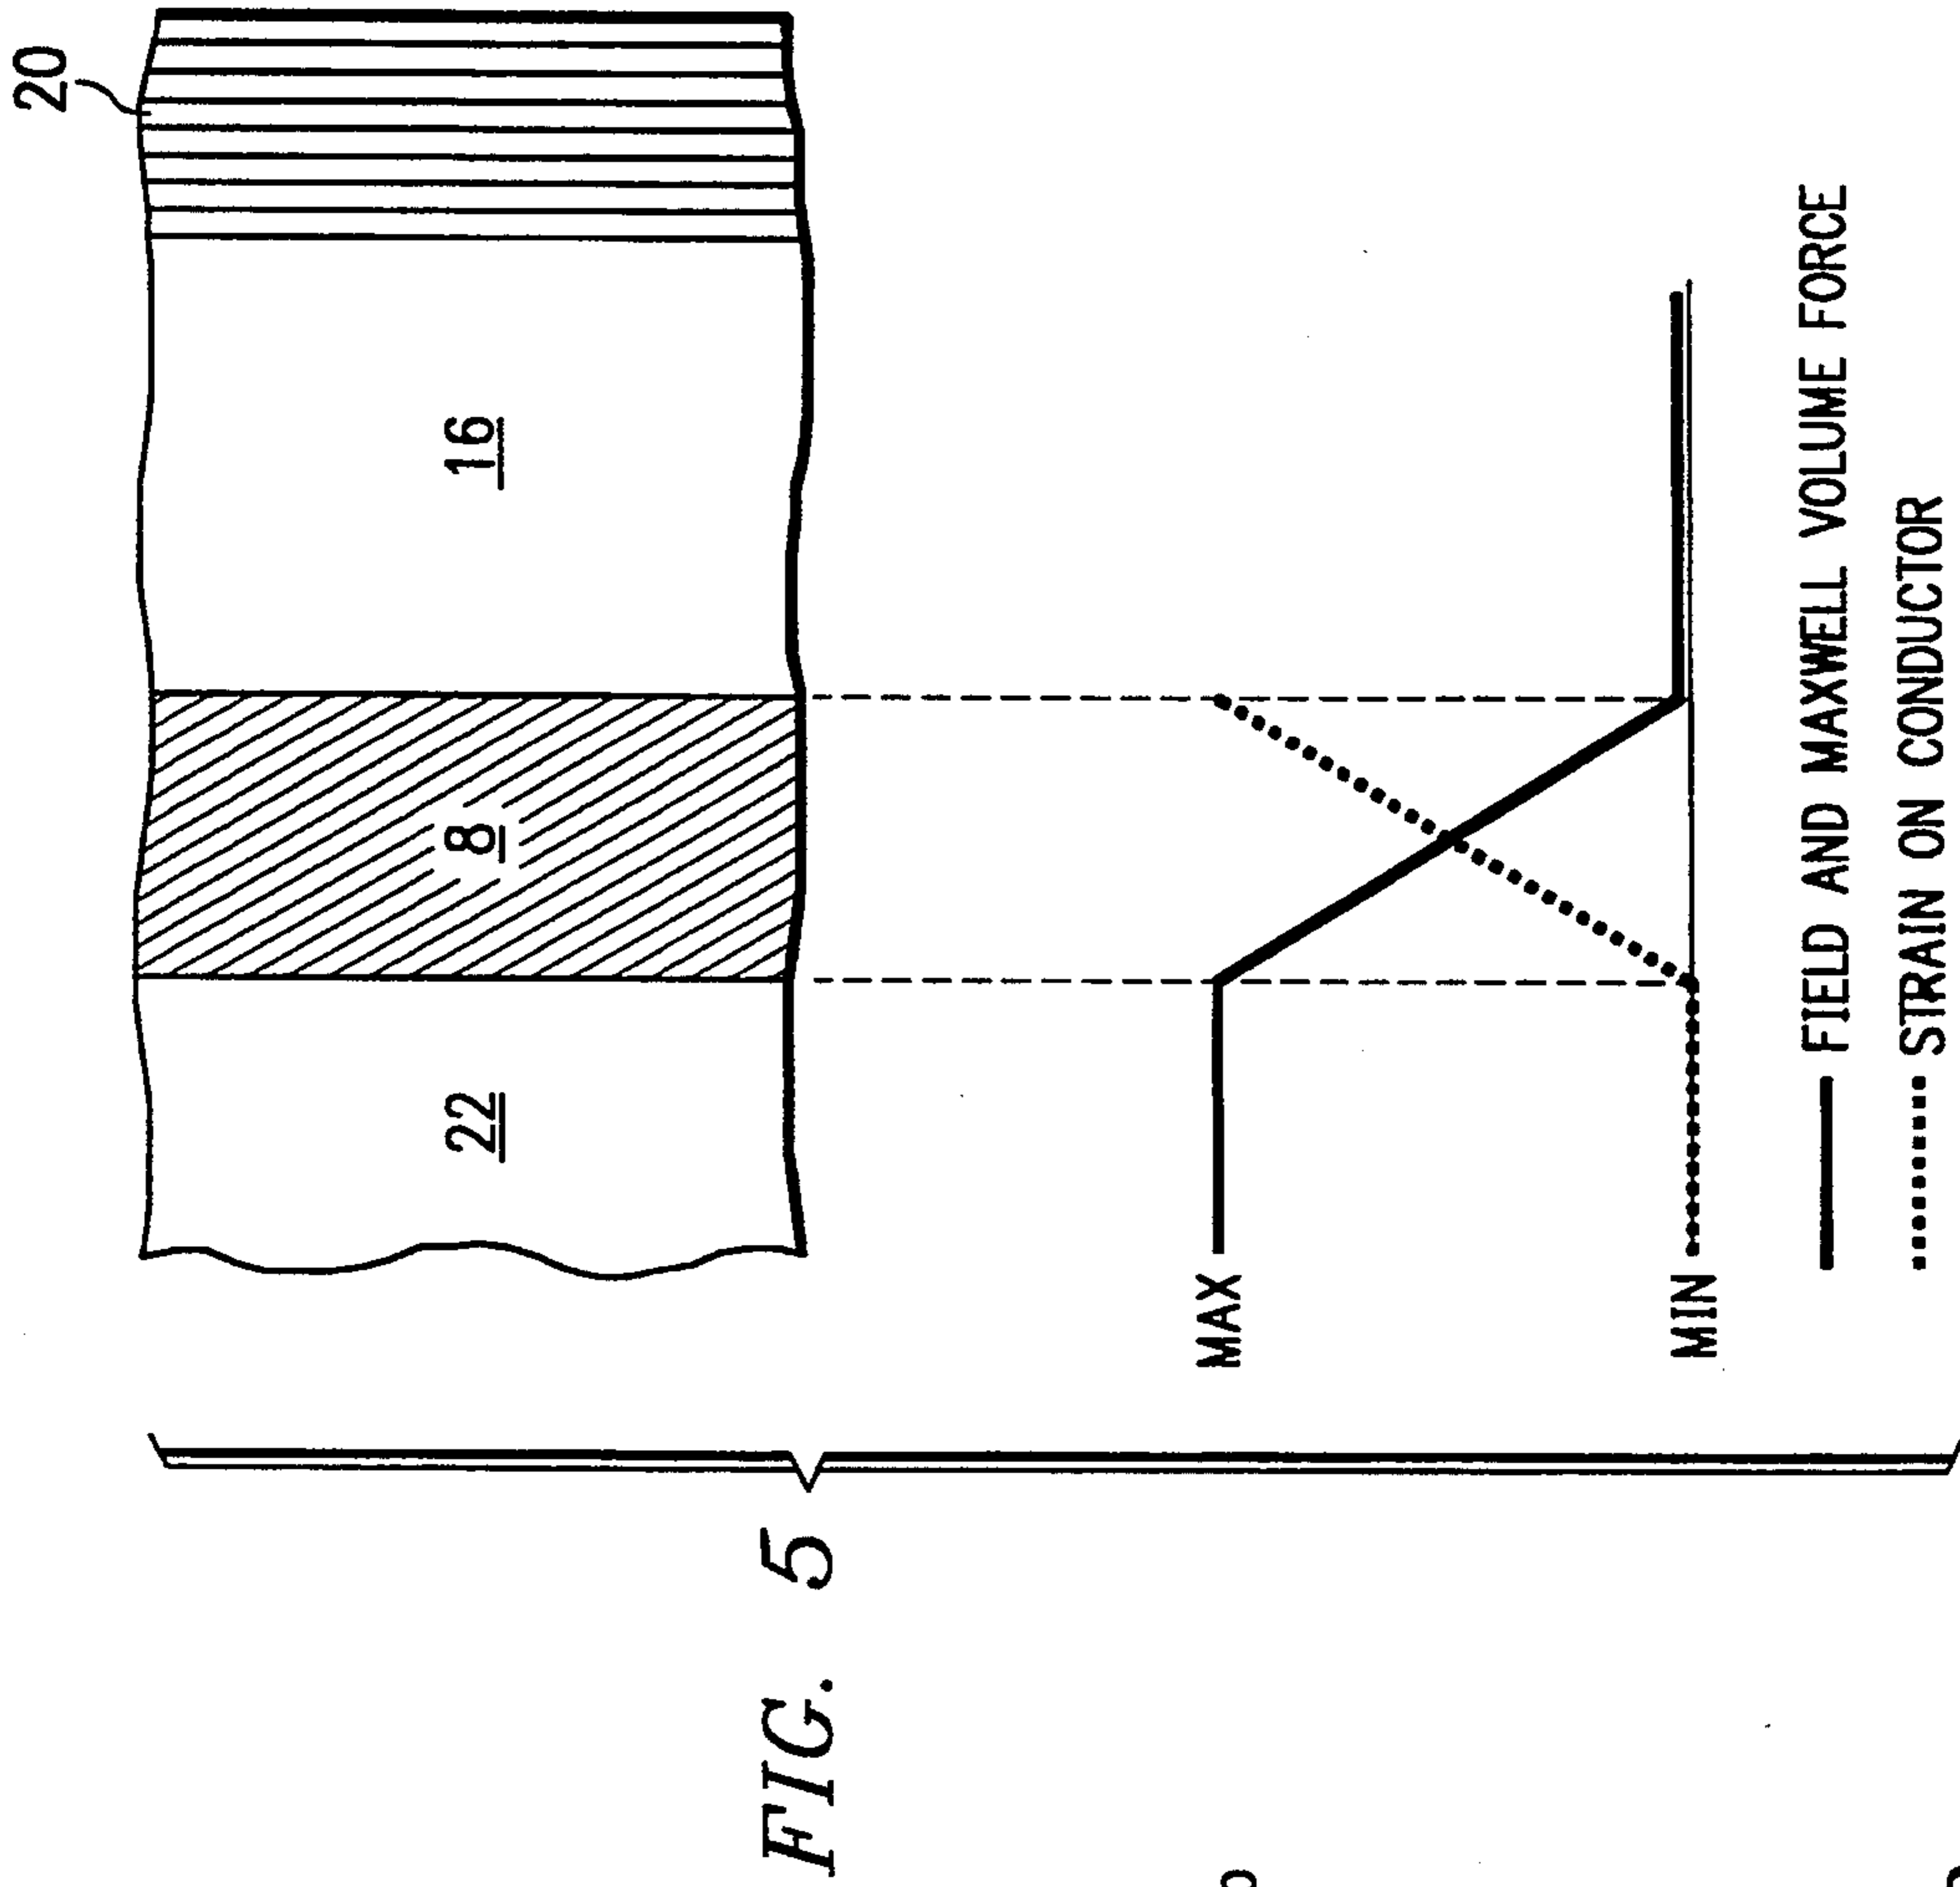 20
22 8 16
FIG. 5
MAX
MIN
FIELD AND MAXWELL VOLUME FORCE
STRAIN ON CONDUCTOR